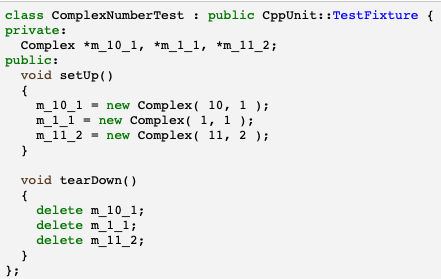 class ComplexNumberTest : public CppUnit::TestFixture {
private:
  Complex *m_10_1, *m_1_1, *m_11_2;
public:
  void setUp()
  {
    m_10_1 = new Complex( 10, 1 );
    m_1_1 = new Complex( 1, 1 );
    m_11_2 = new Complex( 11, 2 );
  }

  void tearDown()
  {
    delete m_10_1;
    delete m_1_1;
    delete m_11_2;
  }
};